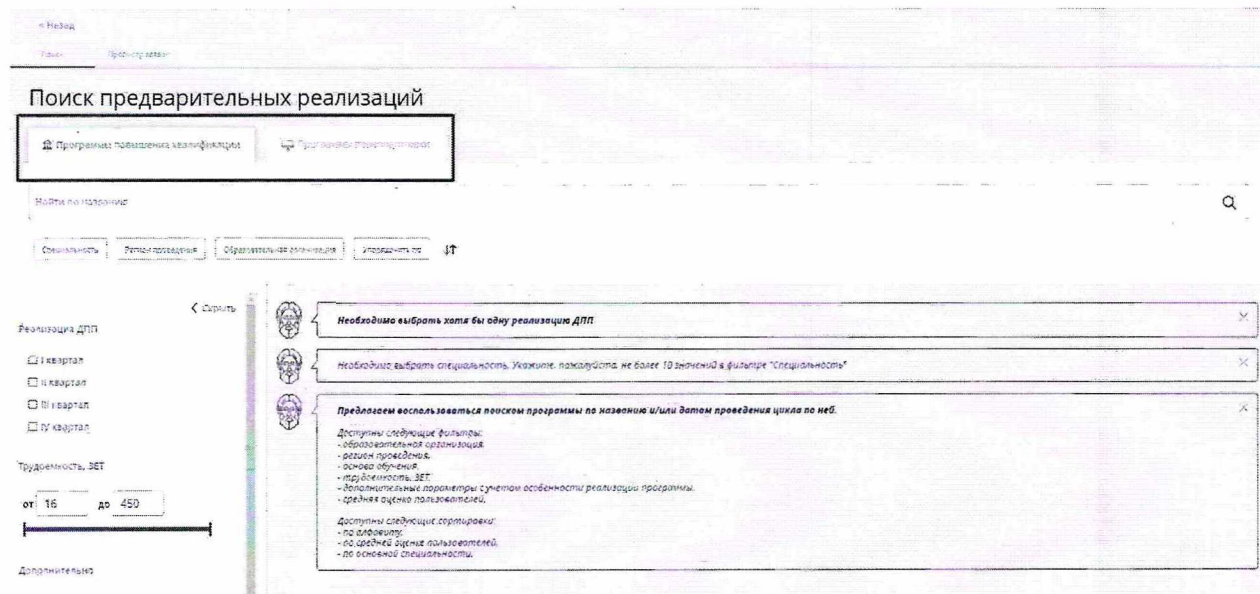 < Назад
Поиск
Поиск предварительных реализаций
Программы повышения квалификации
Найти по названию
Специальность Регион проведения Образовательная организация Упорядочить по
Скрыть
Реализация ДПП
I квартал
II квартал
III квартал
IV квартал
Трудоемкость, ЗЕТ
от 16 до 450
Дополнительно
Необходимо выбрать хотя бы одну реализацию ДПП
Необходимо выбрать специальность. Укажите, пожалуйста, не более 10 значений в фильтре "Специальность"
Предлагаем воспользоваться поиском программы по названию и/или датам проведения цикла по ней.
Доступны следующие фильтры:
- образовательная организация,
- регион проведения,
- основа обучения,
- трудоемкость, ЗЕТ,
- дополнительные параметры с учетом особенности реализации программы,
- средняя оценка пользователей.
Доступны следующие сортировки:
- по алфавиту,
- по средней оценке пользователей,
- по основной специальности.